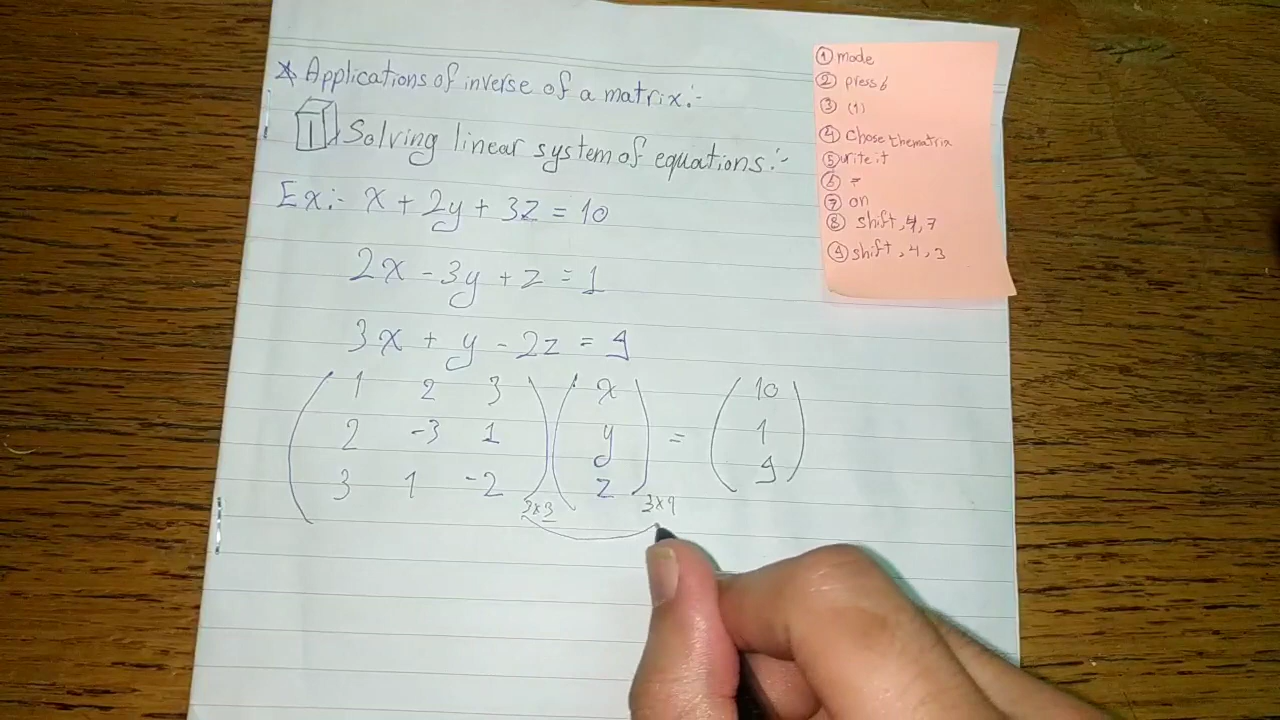 * Applications of inverse of a matrix:-
1 Solving linear system of equations:-
Ex:- x + 2y + 3z = 10
2x - 3y + z = 1
3x + y - 2z = 9
( 1 2 3 ) ( x ) = ( 10 )
2 -3 1 y 1
3 1 -2 z 9
3x3 3x1
① mode
② press 6
③ (1)
④ Chose the matrix
⑤ write it
⑥ =
⑦ on
⑧ shift, 4, 7
⑨ shift, 4, 3